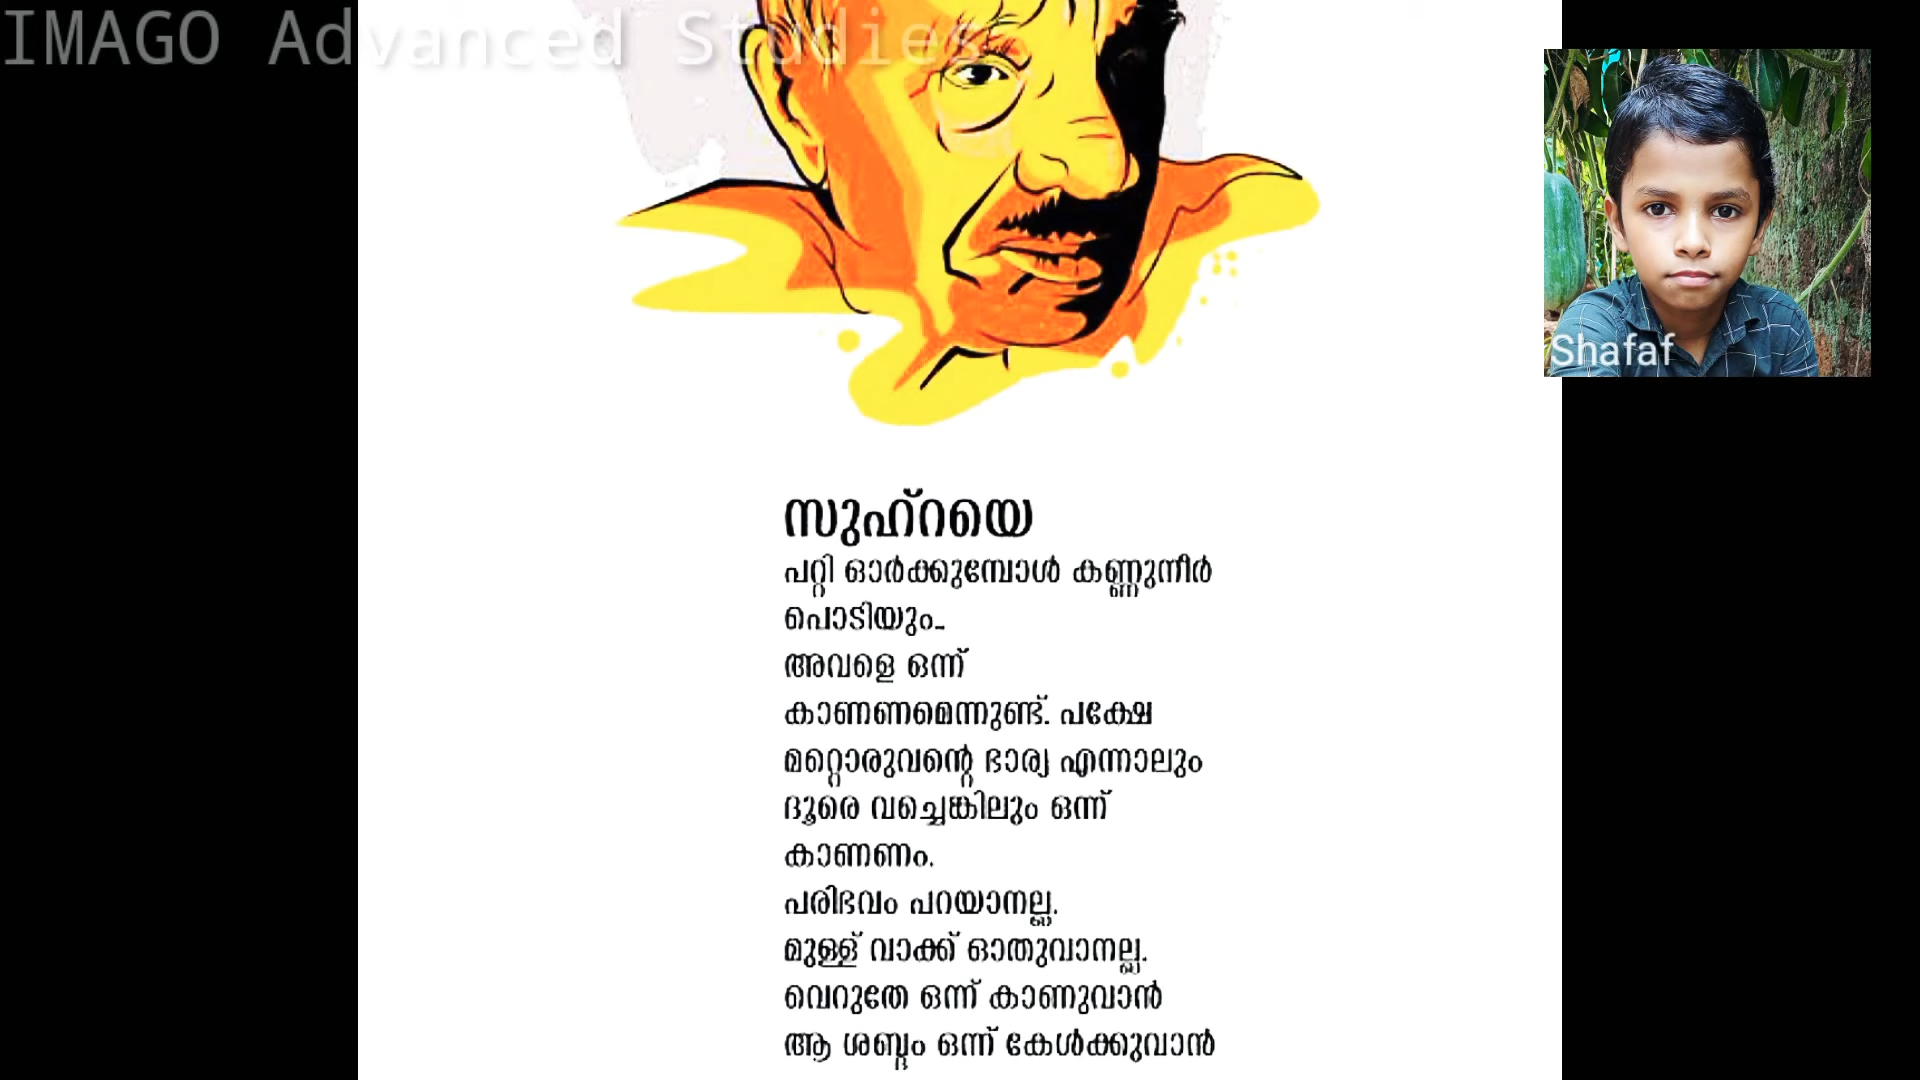 IMAGO Advanced Studies
Shafaf
സുഹ്റയെ
പറ്റി ഓർക്കുമ്പോൾ കണ്ണുനീർ
പൊടിയും..
അവളെ ഒന്ന്
കാണണമെന്നുണ്ട്. പക്ഷേ
മറ്റൊരുവന്റെ ഭാര്യ എന്നാലും
ദൂരെ വച്ചെങ്കിലും ഒന്ന്
കാണണം.
പരിഭവം പറയാനല്ല.
മുള്ള് വാക്ക് ഓതുവാനല്ല.
വെറുതേ ഒന്ന് കാണുവാൻ
ആ ശബ്ദം ഒന്ന് കേൾക്കുവാൻ